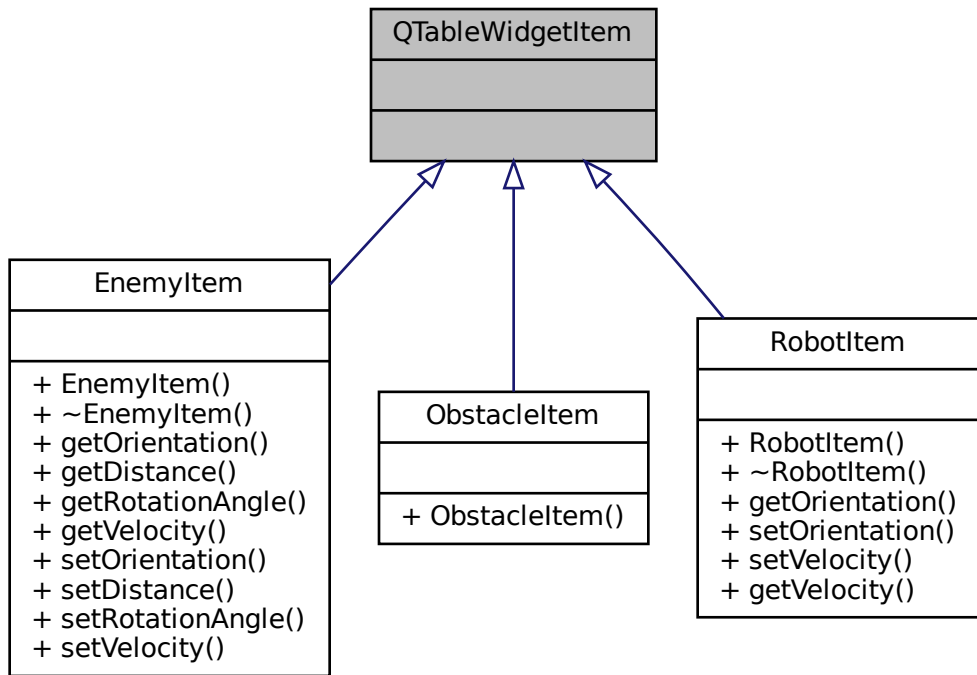 QTableWidgetItem
EnemyItem
+ EnemyItem()
+ ~EnemyItem()
+ getOrientation()
+ getDistance()
+ getRotationAngle()
+ getVelocity()
+ setOrientation()
+ setDistance()
+ setRotationAngle()
+ setVelocity()
ObstacleItem
+ ObstacleItem()
RobotItem
+ RobotItem()
+ ~RobotItem()
+ getOrientation()
+ setOrientation()
+ setVelocity()
+ getVelocity()